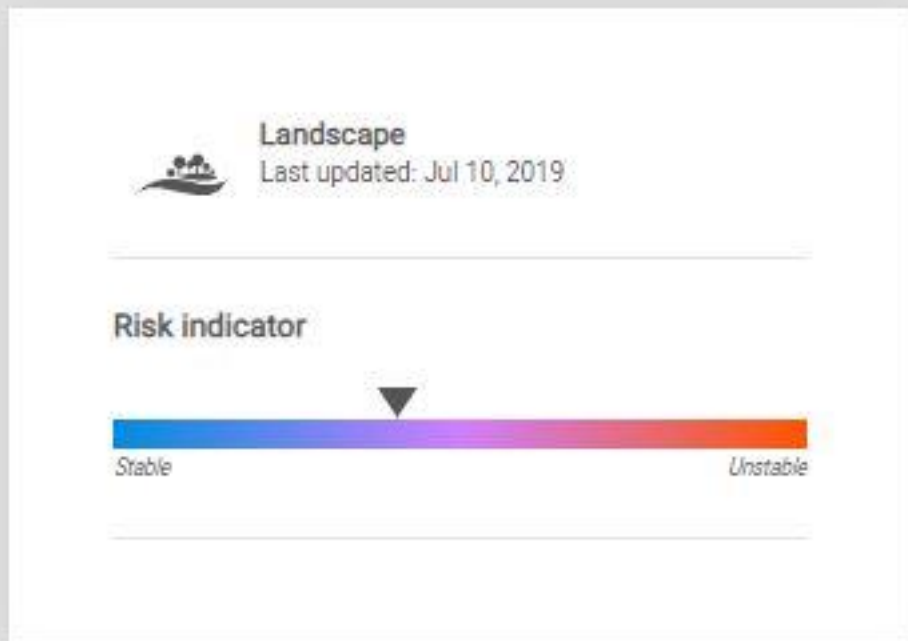 Landscape
Last updated: Jul 10, 2019
Risk indicator
Stable
Unstable